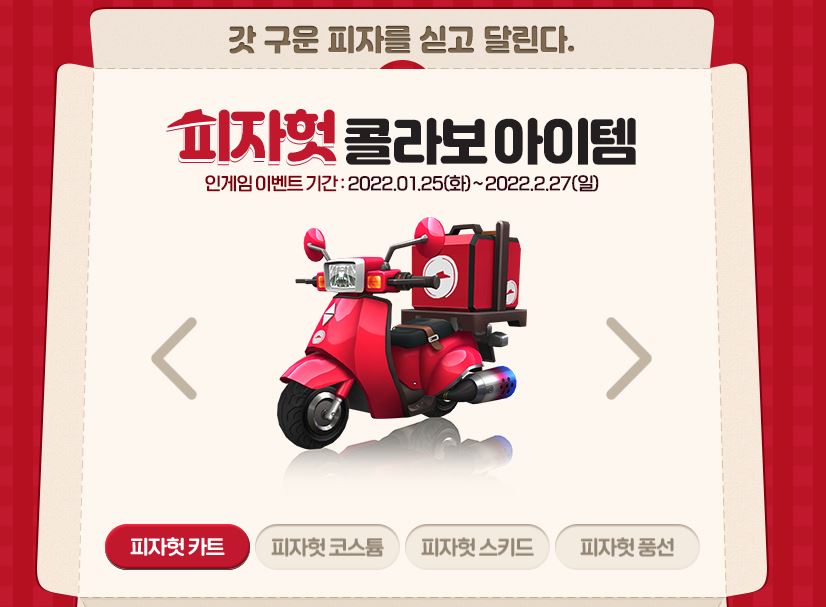 갓 구운 피자를 싣고 달린다.
피자헛 콜라보 아이템
인게임 이벤트 기간 : 2022.01.25(화) ~ 2022.2.27(일)
피자헛 카트
피자헛 코스튬
피자헛 스키드
피자헛 풍선